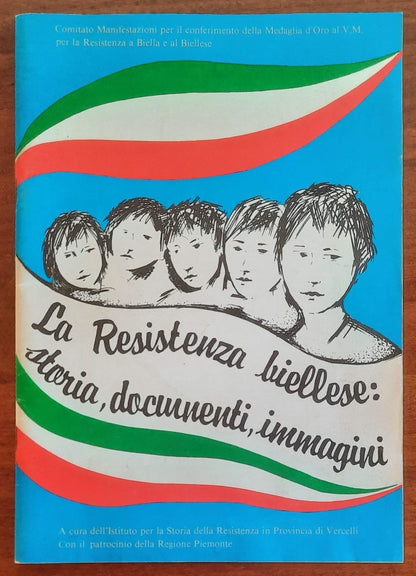 Comitato Manifestazioni per il conferimento della Medaglia d'Oro al V.M.
per la Resistenza a Biella e al Biellese
La Resistenza biellese:
storia, documenti, immagini
A cura dell'Istituto per la Storia della Resistenza in Provincia di Vercelli
Con il patrocinio della Regione Piemonte